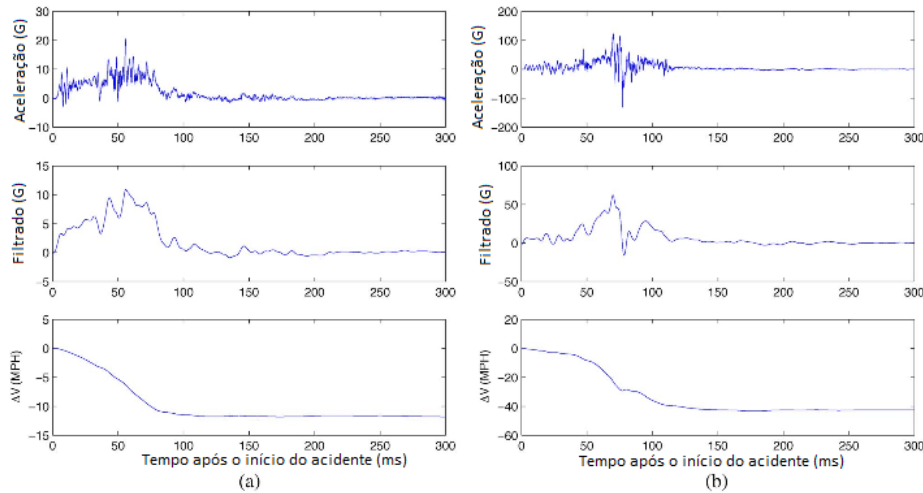 Aceleração (G)
30
20
10
0
−10
0 50 100 150 200 250 300
Filtrado (G)
15
10
5
0
−5
0 50 100 150 200 250 300
ΔV (MPH)
5
0
−5
−10
−15
0 50 100 150 200 250 300
Tempo após o início do acidente (ms)
(a)
Aceleração (G)
200
100
0
−100
−200
0 50 100 150 200 250 300
Filtrado (G)
100
50
0
−50
0 50 100 150 200 250 300
ΔV (MPH)
20
0
−20
−40
−60
0 50 100 150 200 250 300
Tempo após o início do acidente (ms)
(b)